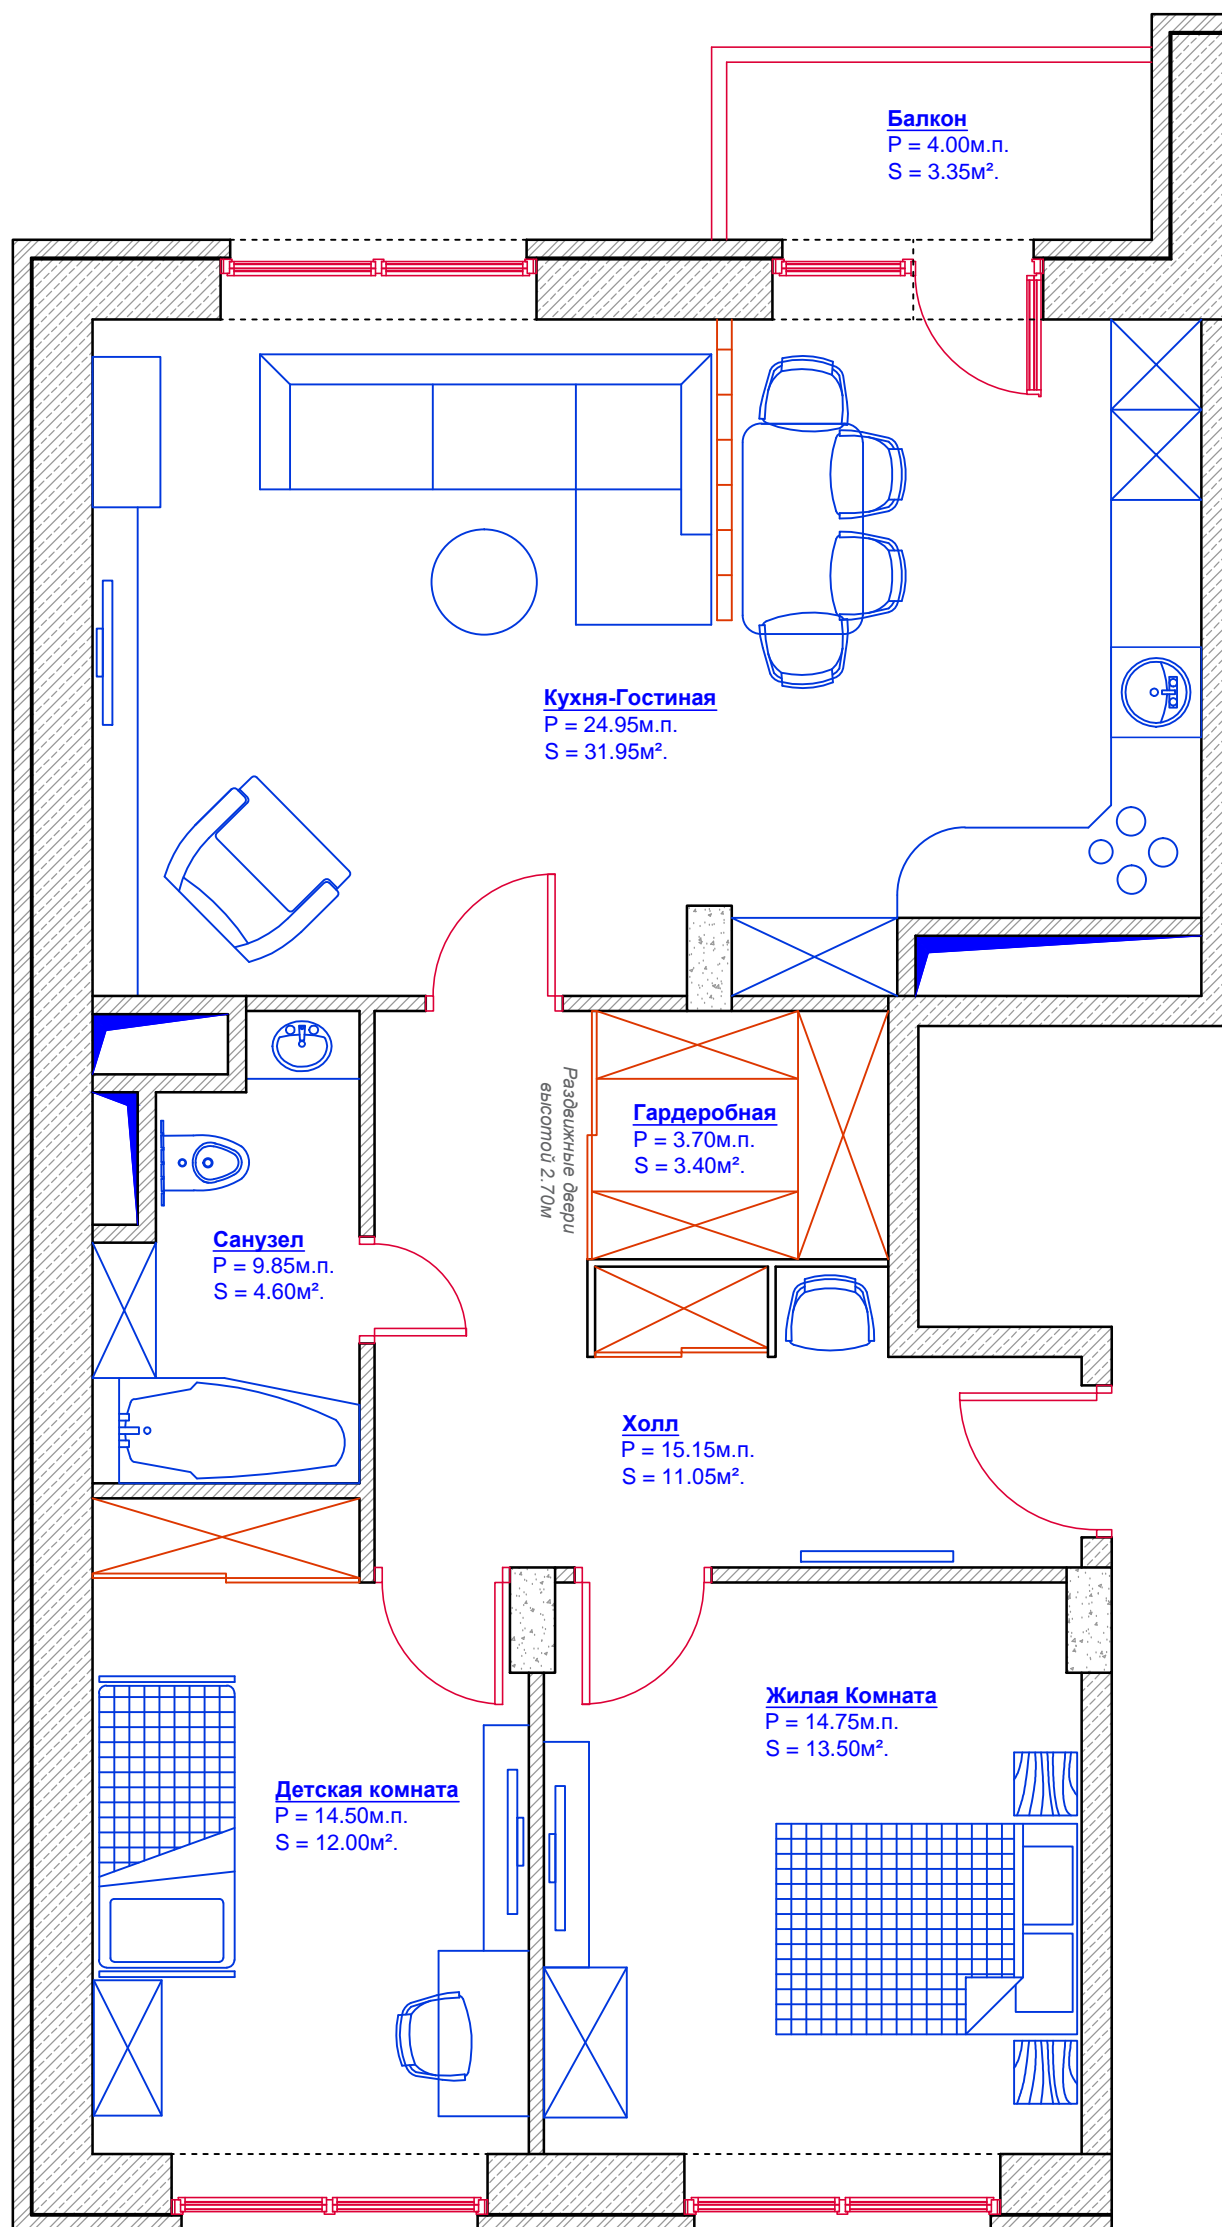 Балкон
P = 4.00м.п.
S = 3.35м².
Кухня-Гостиная
P = 24.95м.п.
S = 31.95м².
Раздвижные двери
высотой 2.70м
Гардеробная
P = 3.70м.п.
S = 3.40м².
Санузел
P = 9.85м.п.
S = 4.60м².
Холл
P = 15.15м.п.
S = 11.05м².
Жилая Комната
P = 14.75м.п.
S = 13.50м².
Детская комната
P = 14.50м.п.
S = 12.00м².